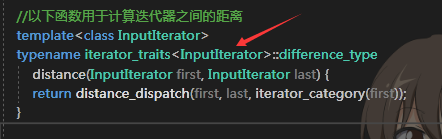 //以下函数用于计算迭代器之间的距离
template<class InputIterator>
typename iterator_traits<InputIterator>::difference_type
distance(InputIterator first, InputIterator last) {
return distance_dispatch(first, last, iterator_category(first));
}